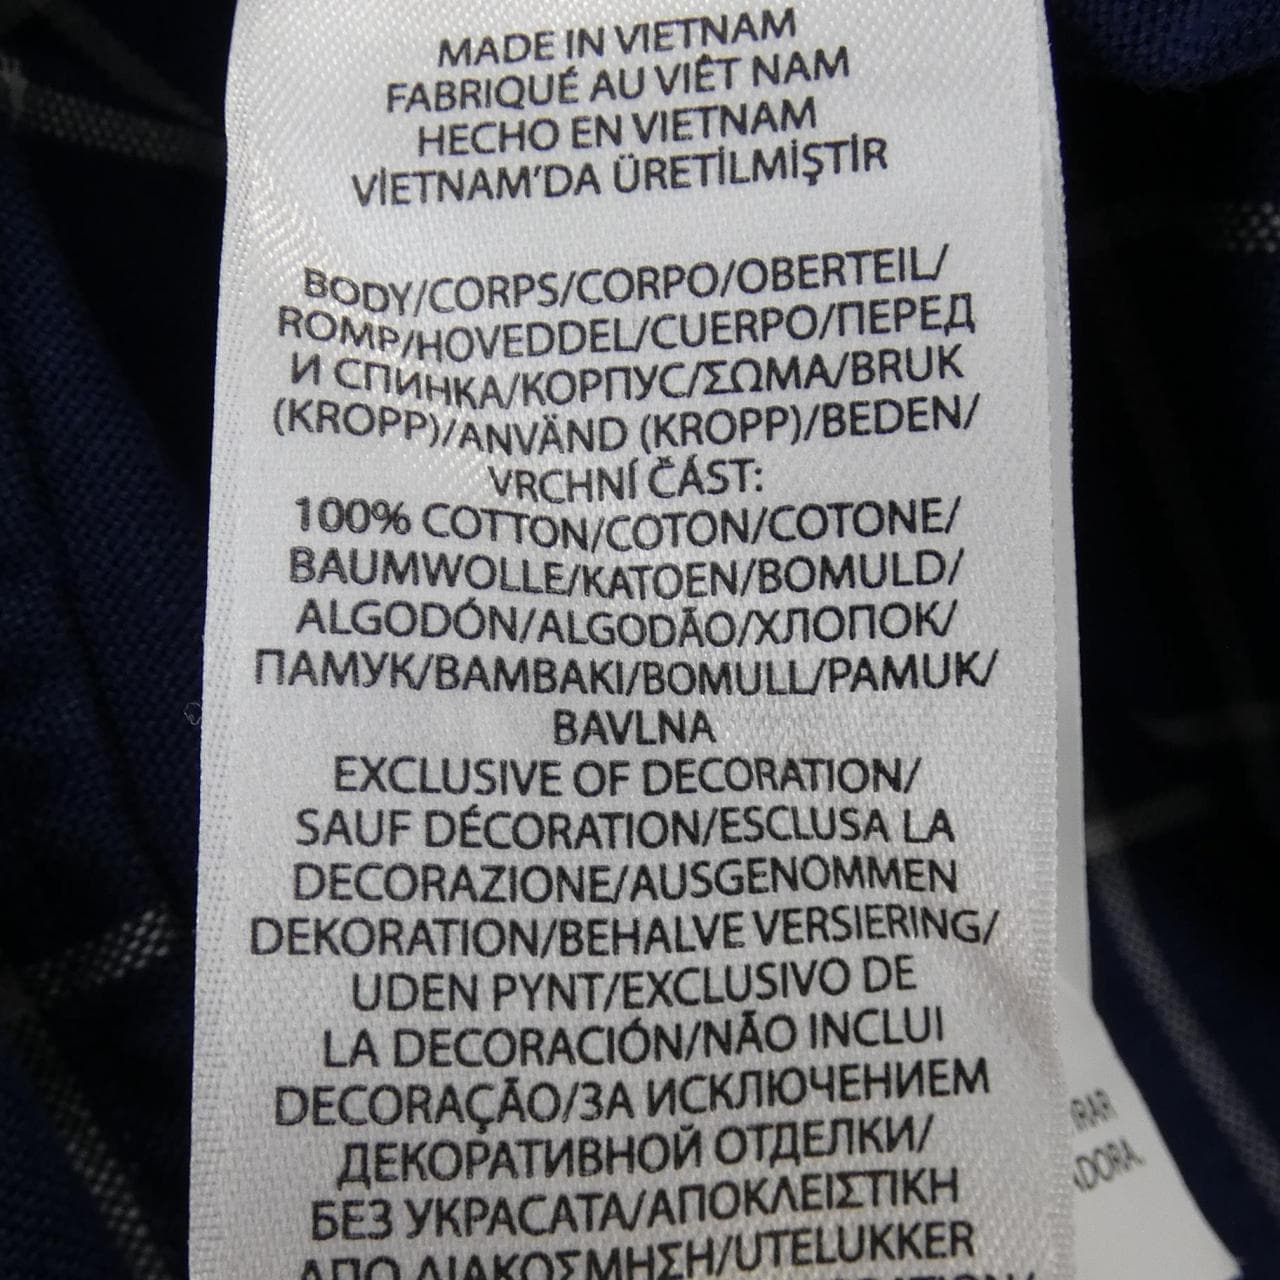 MADE IN VIETNAM
FABRIQUÉ AU VIÊT NAM
HECHO EN VIETNAM
VİETNAM'DA ÜRETİLMİŞTİR
BODY/CORPS/CORPO/OBERTEIL/
ROMP/HOVEDDEL/CUERPO/ПЕРЕД
И СПИНКА/КОРПУС/ΣΩΜΑ/BRUK
(KROPP)/ANVÄND (KROPP)/BEDEN/
VRCHNÍ ČÁST:
100% COTTON/COTON/COTONE/
BAUMWOLLE/KATOEN/BOMULD/
ALGODÓN/ALGODÃO/ХЛОПОК/
ПАМУК/ΒΑΜΒΑΚΙ/BOMULL/PAMUK/
BAVLNA
EXCLUSIVE OF DECORATION/
SAUF DÉCORATION/ESCLUSA LA
DECORAZIONE/AUSGENOMMEN
DEKORATION/BEHALVE VERSIERING/
UDEN PYNT/EXCLUSIVO DE
LA DECORACIÓN/NÃO INCLUI
DECORAÇÃO/ЗА ИСКЛЮЧЕНИЕМ
ДЕКОРАТИВНОЙ ОТДЕЛКИ/
БЕЗ УКРАСАТА/ΑΠΟΚΛΕΙΣΤΙΚΗ
ΑΠΟ ΔΙΑΚΟΣΜΗΣΗ/UTELUKKER